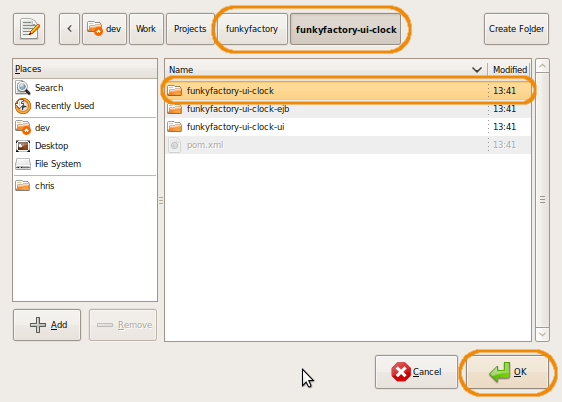 dev Work Projects funkyfactory funkyfactory-ui-clock Create Folder
Places
Search
Recently Used
dev
Desktop
File System
chris
Add Remove
Name Modified
funkyfactory-ui-clock 13:41
funkyfactory-ui-clock-ejb 13:41
funkyfactory-ui-clock-ui 13:41
pom.xml 13:41
Cancel OK